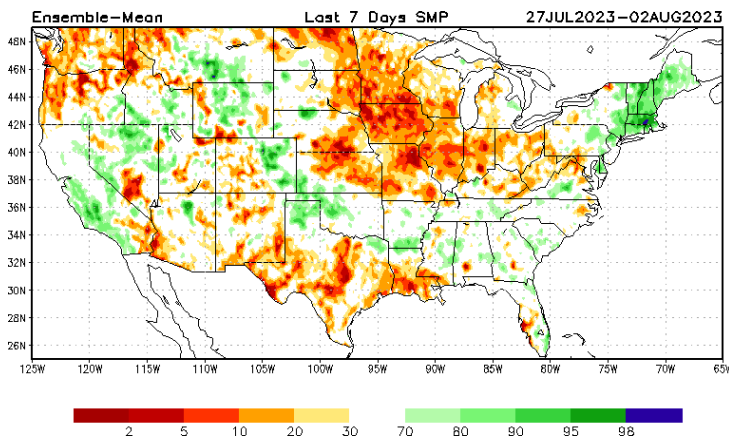 Ensemble-Mean Last 7 Days SMP 27JUL2023-02AUG2023
48N
46N
44N
42N
40N
38N
36N
34N
32N
30N
28N
26N
125W 120W 115W 110W 105W 100W 95W 90W 85W 80W 75W 70W 65W
2 5 10 20 30 70 80 90 95 98